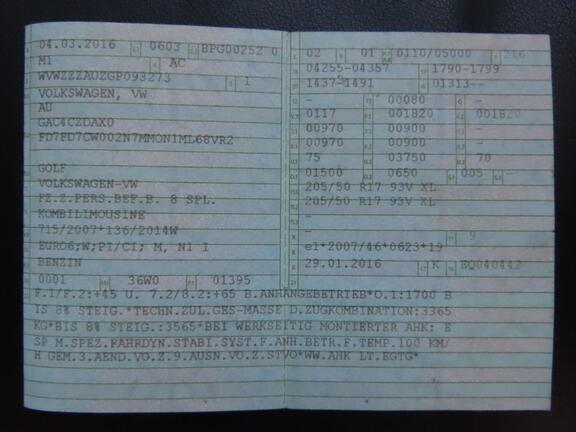 04.03.2016 0603 BPG00252 0
M1 AC
WVWZZZAUZGP093273 1
VOLKSWAGEN, VW
AU
GAC4CZDAX0
FD7FD7CW002N7MMON1ML68VR2
GOLF
VOLKSWAGEN-VW
FZ.Z.PERS.BEF.B. 8 SPL.
KOMBILIMOUSINE
715/2007*136/2014W
EURO6;W;PI/CI; M, N1 I
BENZIN
0001 36W0 01395
02 01 0110/05000 216
04255-04357 1790-1799
1437-1491 01313--
- 00080 -
0117 001820 001820
00970 00900 -
00970 00900 -
75 03750 70
01500 0650 005 -
205/50 R17 93V XL
205/50 R17 93V XL
-
- 9
e1*2007/46*0623*19
29.01.2016 K EQ040442
F.1/F.2:+45 U. 7.2/8.2:+65 B.ANHÄNGEBETRIEB*O.1:1700 B
IS 8% STEIG.*TECHN.ZUL.GES-MASSE D.ZUGKOMBINATION:3365
KG*BIS 8% STEIG.:3565*BEI WERKSEITIG MONTIERTER AHK: E
SP M.SPEZ.FAHRDYN.STABI.SYST.F.ANH.BETR.F.TEMP.100 KM/
H GEM.3.AEND.VO.Z.9.AUSN.VO.Z.STVO*WW.AHK LT.EGTG*